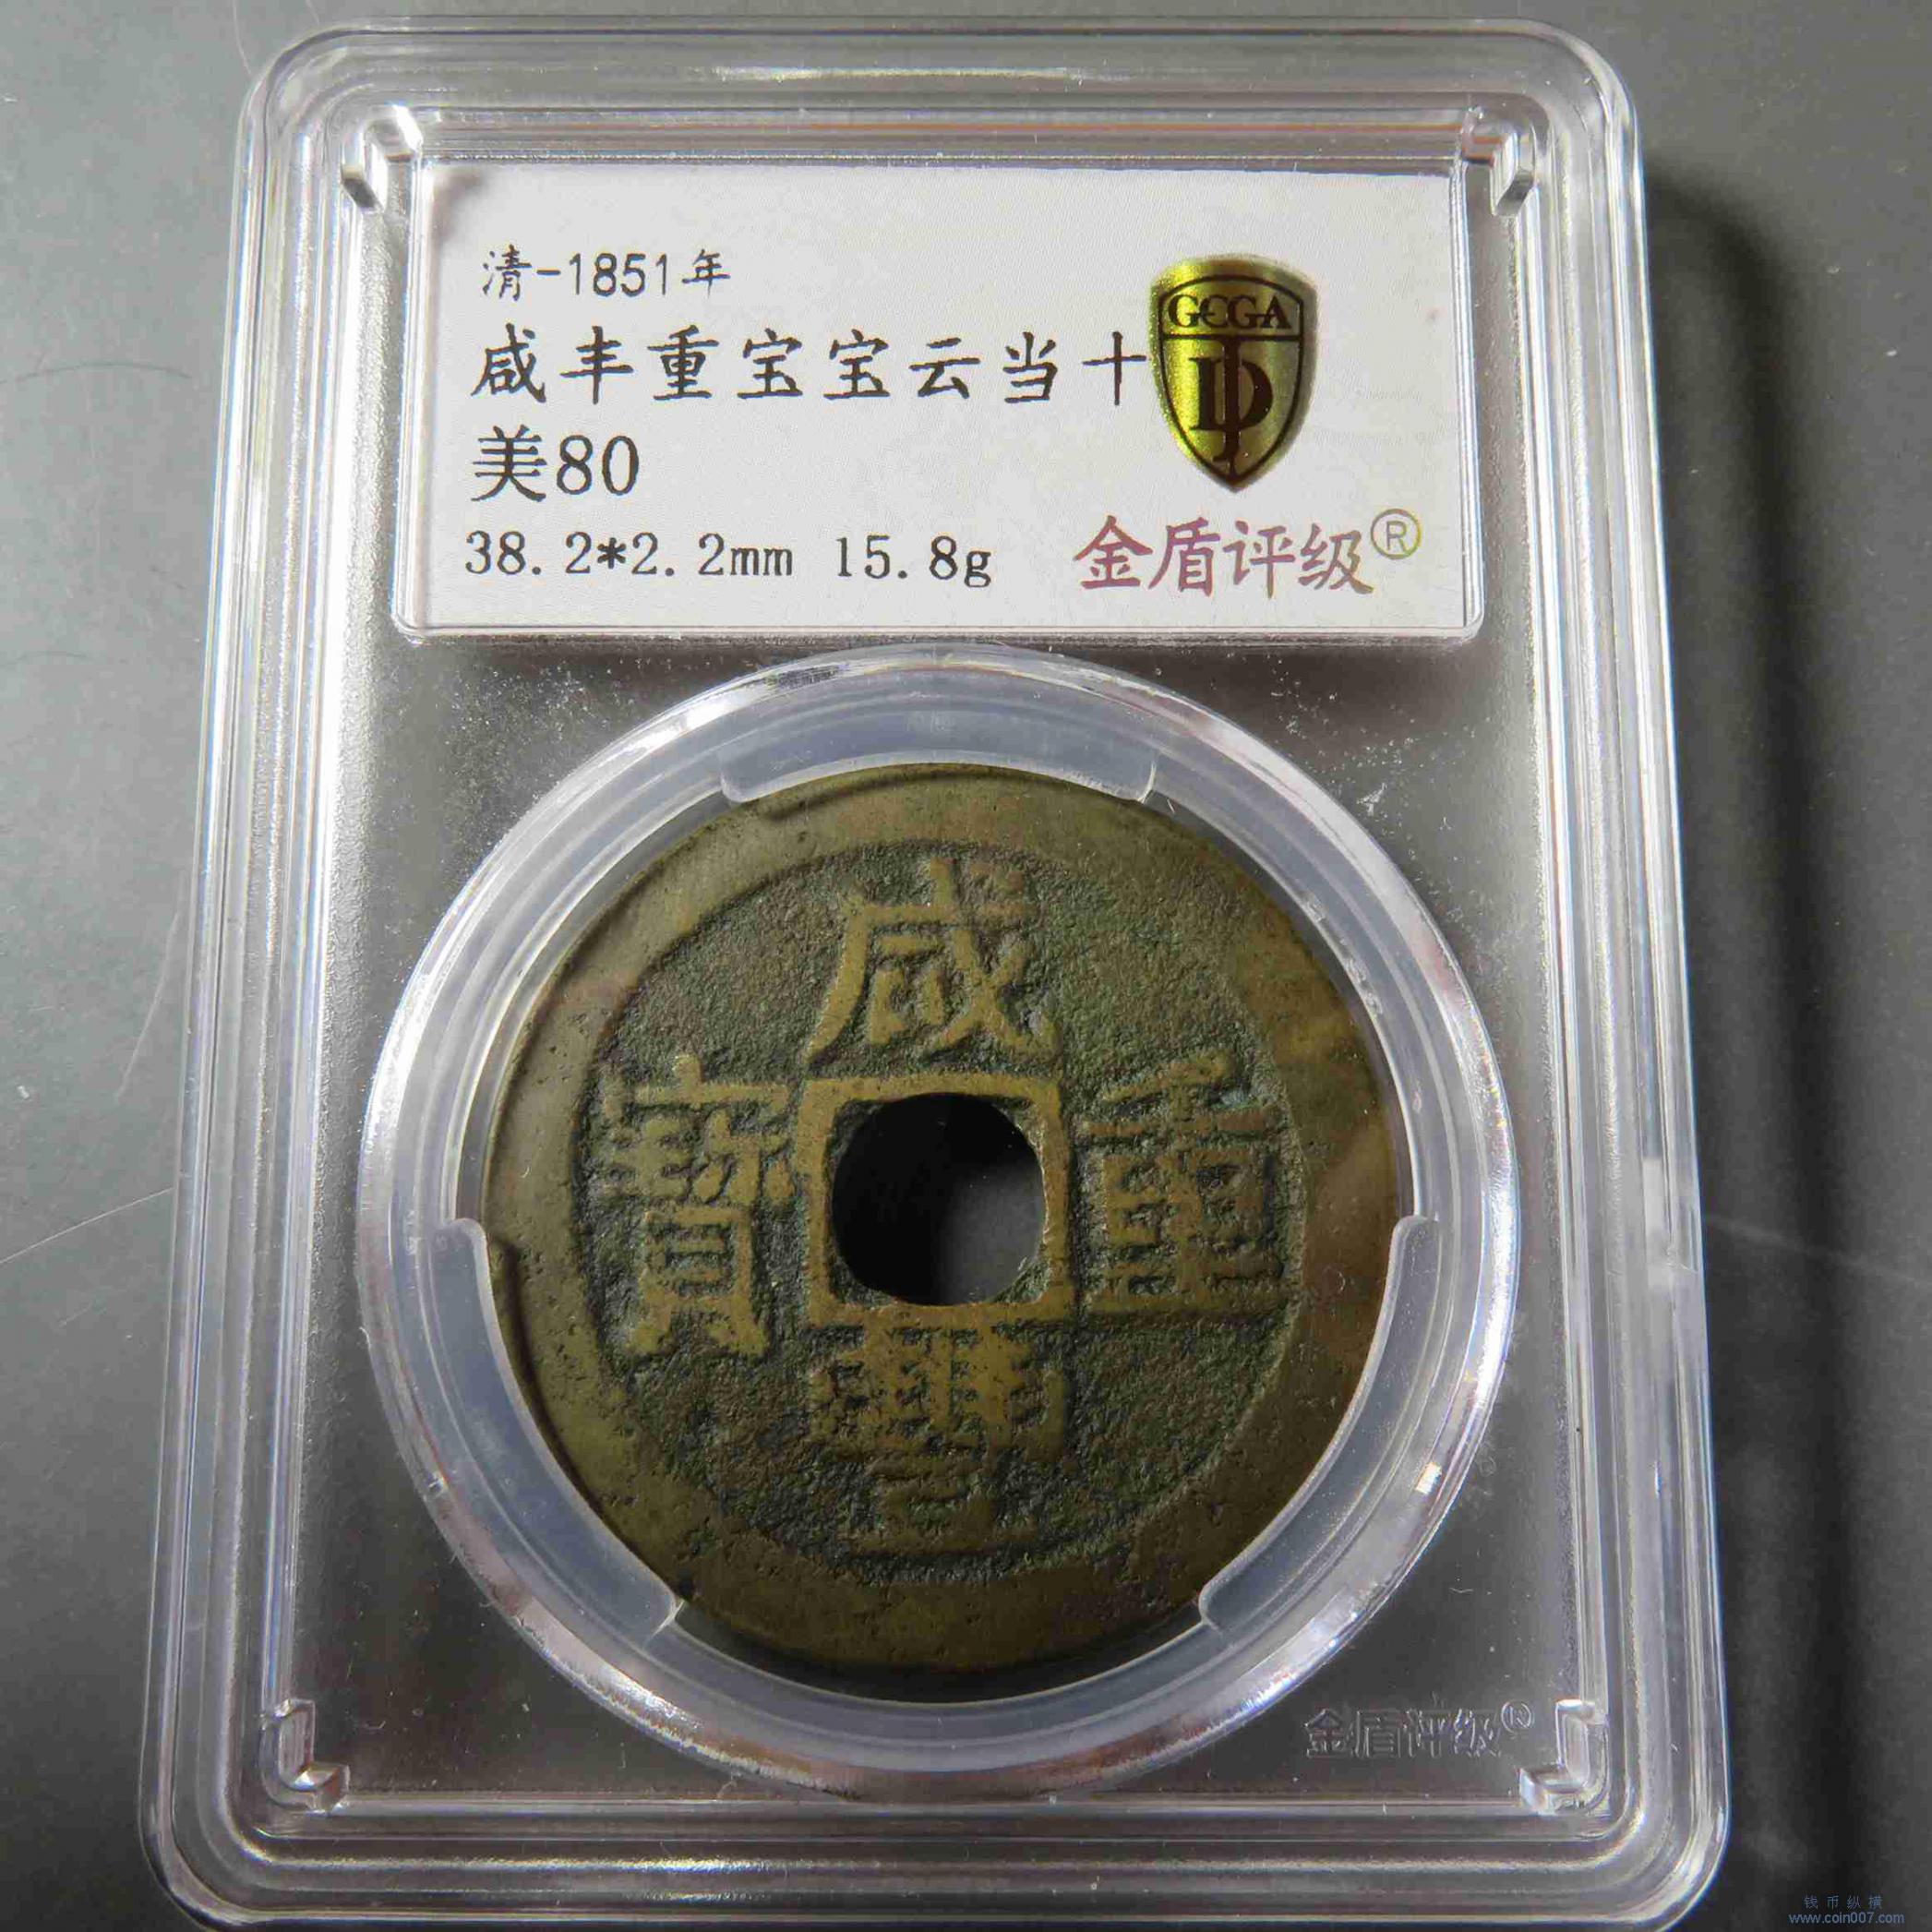 清-1851年
GCGA
咸丰重宝宝云当十
美80
38.2*2.2mm 15.8g
金盾评级®
咸
寶 重
豐
金盾评级®
钱币纵横
www.coin007.com